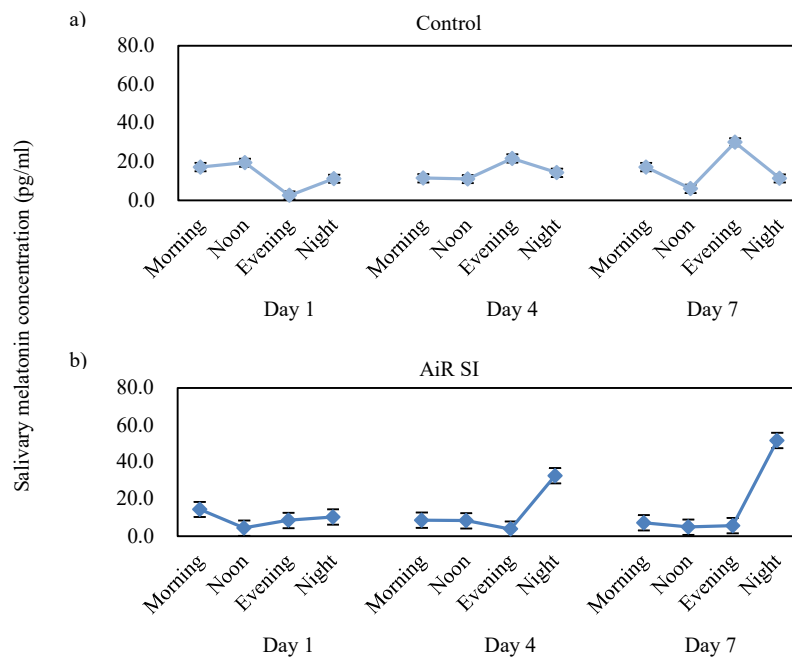 a)
Control
Salivary melatonin concentration (pg/ml)
80.0
60.0
40.0
20.0
0.0
Morning Noon Evening Night Morning Noon Evening Night Morning Noon Evening Night
Day 1 Day 4 Day 7
b)
AiR SI
80.0
60.0
40.0
20.0
0.0
Morning Noon Evening Night Morning Noon Evening Night Morning Noon Evening Night
Day 1 Day 4 Day 7